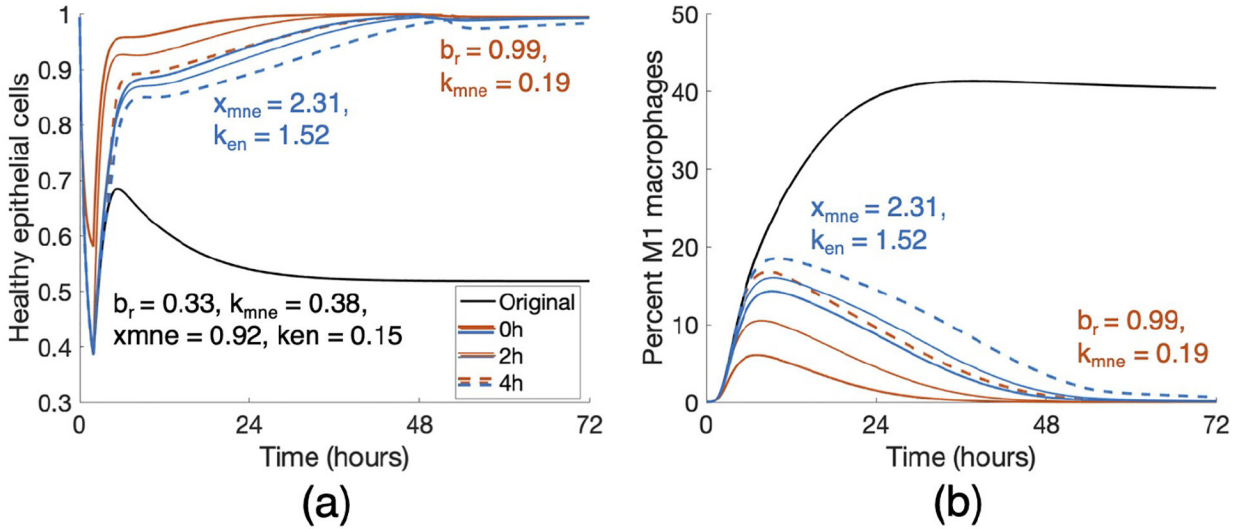 Healthy epithelial cells
1
0.9
0.8
0.7
0.6
0.5
0.4
0.3
b_r = 0.99,
k_mne = 0.19
x_mne = 2.31,
k_en = 1.52
b_r = 0.33, k_mne = 0.38,
xmne = 0.92, ken = 0.15
Original
0h
2h
4h
0 24 48 72
Time (hours)
(a)
Percent M1 macrophages
50
40
30
20
10
0
x_mne = 2.31,
k_en = 1.52
b_r = 0.99,
k_mne = 0.19
0 24 48 72
Time (hours)
(b)